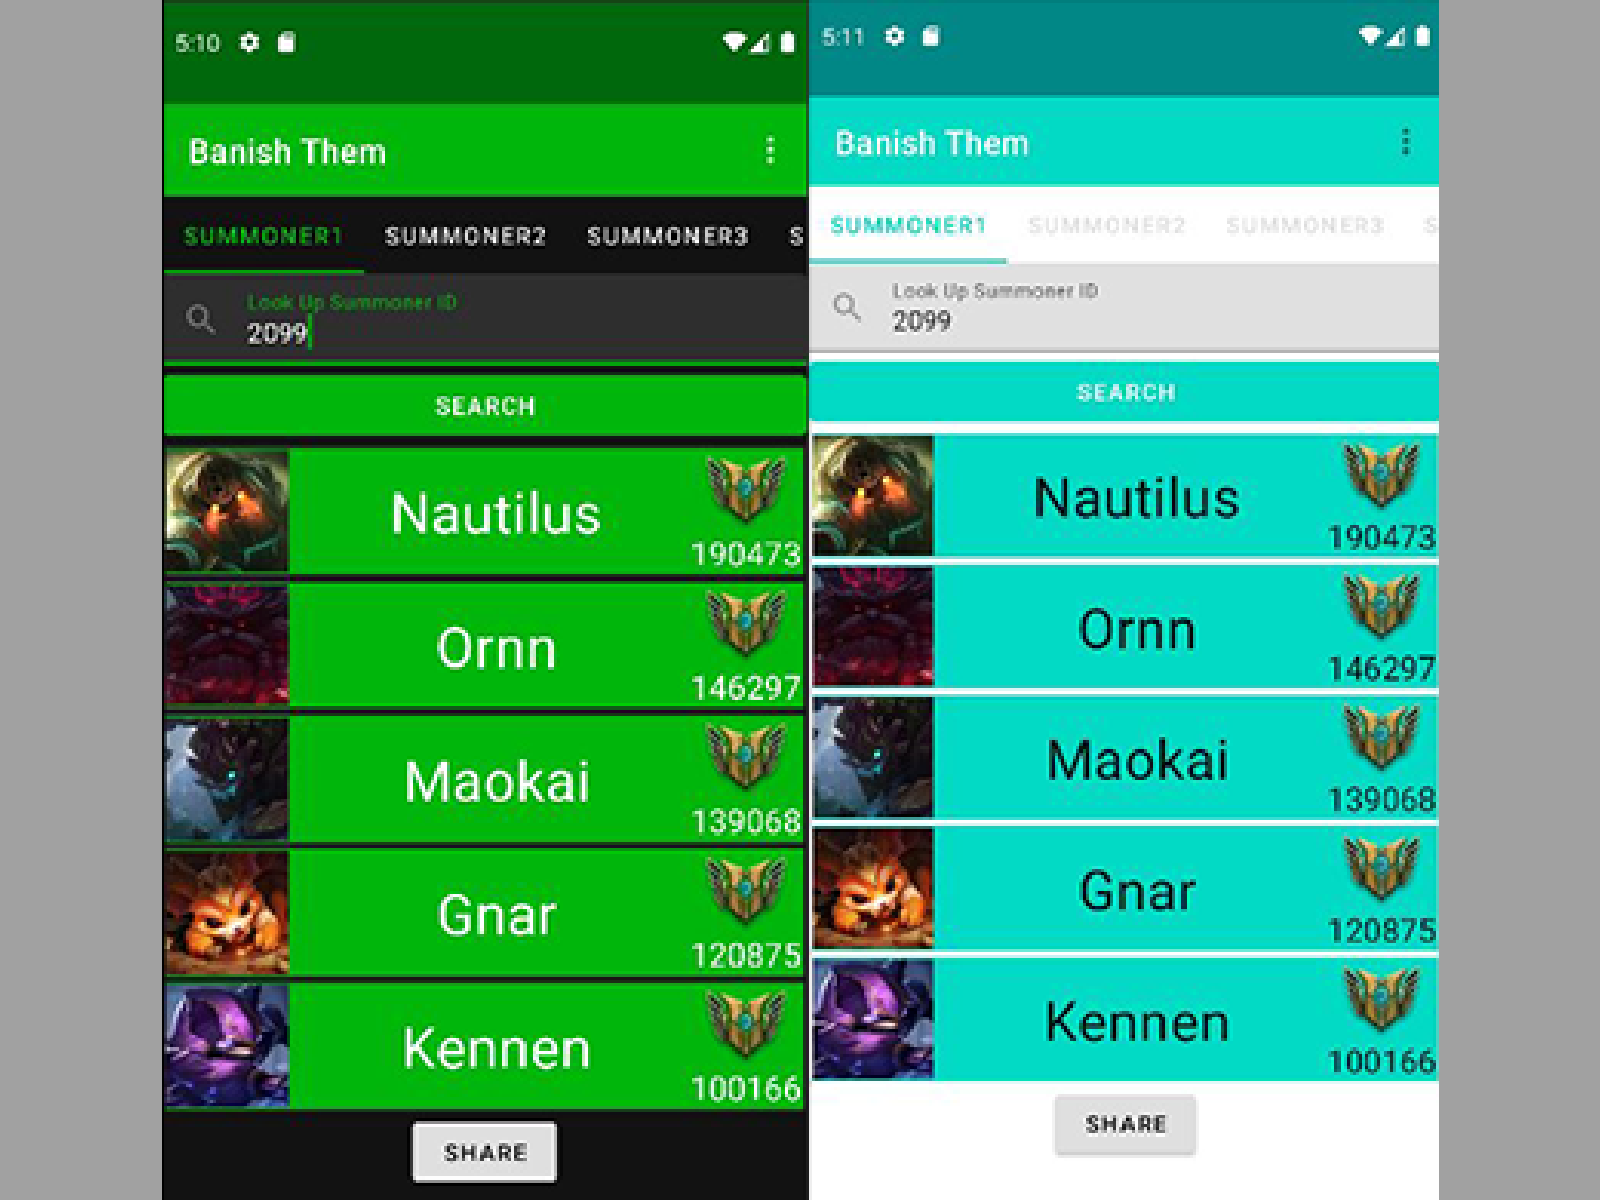 5:10
Banish Them
SUMMONER1 SUMMONER2 SUMMONER3 S
Look Up Summoner ID
2099
SEARCH
Nautilus
190473
Ornn
146297
Maokai
139068
Gnar
120875
Kennen
100166
SHARE
5:11
Banish Them
SUMMONER1 SUMMONER2 SUMMONER3 S
Look Up Summoner ID
2099
SEARCH
Nautilus
190473
Ornn
146297
Maokai
139068
Gnar
120875
Kennen
100166
SHARE